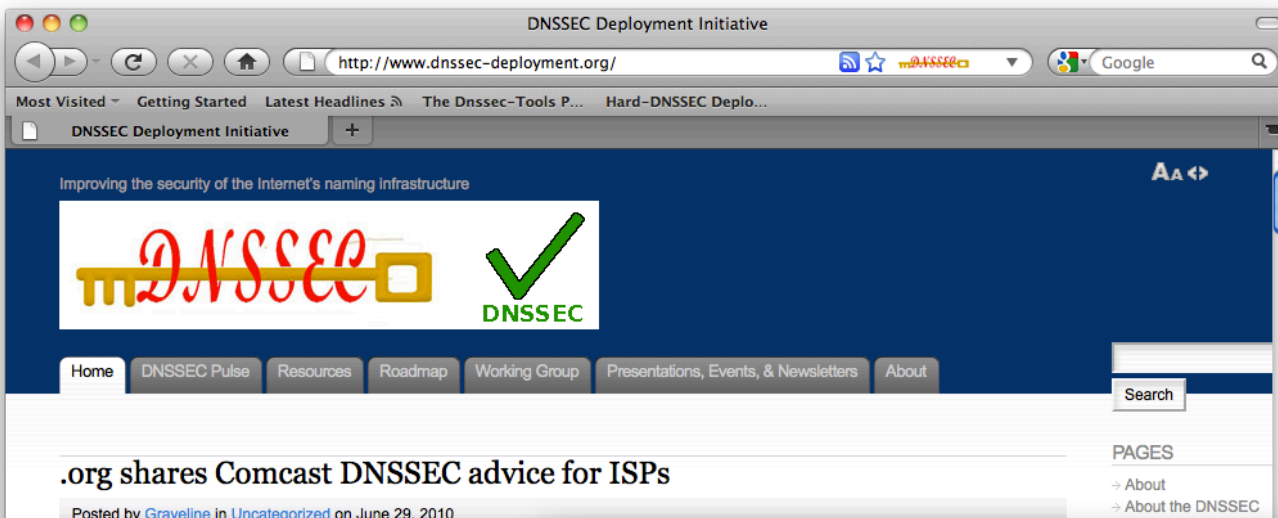 DNSSEC Deployment Initiative
http://www.dnssec-deployment.org/ DNSSEC Google
Most Visited Getting Started Latest Headlines The Dnssec-Tools P... Hard-DNSSEC Deplo...
DNSSEC Deployment Initiative +
AA<>
Improving the security of the Internet's naming infrastructure
DNSSEC
DNSSEC
Home DNSSEC Pulse Resources Roadmap Working Group Presentations, Events, & Newsletters About
Search
.org shares Comcast DNSSEC advice for ISPs
Posted by Graveline in Uncategorized on June 29, 2010
PAGES
→ About
→ About the DNSSEC